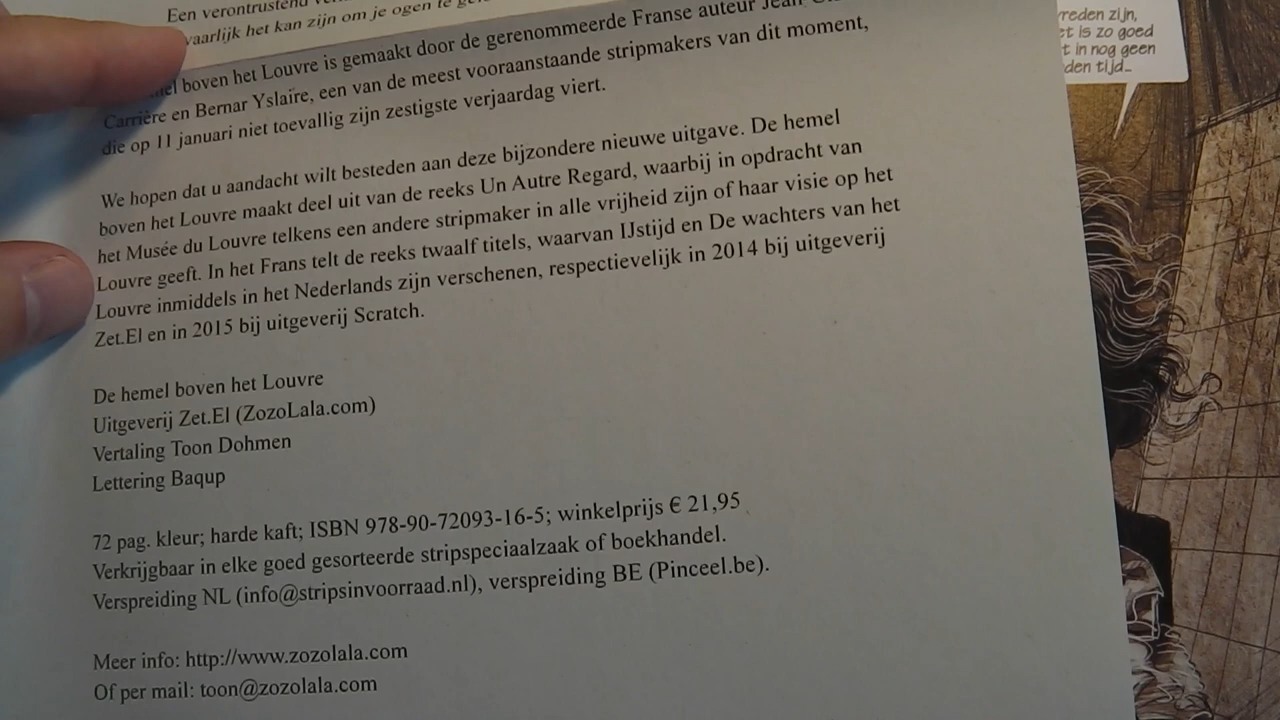 Een verontrustend
vaarlijk het kan zijn om je ogen te
boven het Louvre is gemaakt door de gerenommeerde Franse auteur Jean
Carrière en Bernar Yslaire, een van de meest vooraanstaande stripmakers van dit moment,
die op 11 januari niet toevallig zijn zestigste verjaardag viert.
We hopen dat u aandacht wilt besteden aan deze bijzondere nieuwe uitgave. De hemel
boven het Louvre maakt deel uit van de reeks Un Autre Regard, waarbij in opdracht van
het Musée du Louvre telkens een andere stripmaker in alle vrijheid zijn of haar visie op het
Louvre geeft. In het Frans telt de reeks twaalf titels, waarvan IJstijd en De wachters van het
Louvre inmiddels in het Nederlands zijn verschenen, respectievelijk in 2014 bij uitgeverij
Zet.El en in 2015 bij uitgeverij Scratch.
De hemel boven het Louvre
Uitgeverij Zet.El (ZozoLala.com)
Vertaling Toon Dohmen
Lettering Baqup
72 pag. kleur; harde kaft; ISBN 978-90-72093-16-5; winkelprijs € 21,95
Verkrijgbaar in elke goed gesorteerde stripspeciaalzaak of boekhandel.
Verspreiding NL (info@stripsinvoorraad.nl), verspreiding BE (Pinceel.be).
Meer info: http://www.zozolala.com
Of per mail: toon@zozolala.com
reden zijn,
et is zo goed
t in nog geen
den tijd...